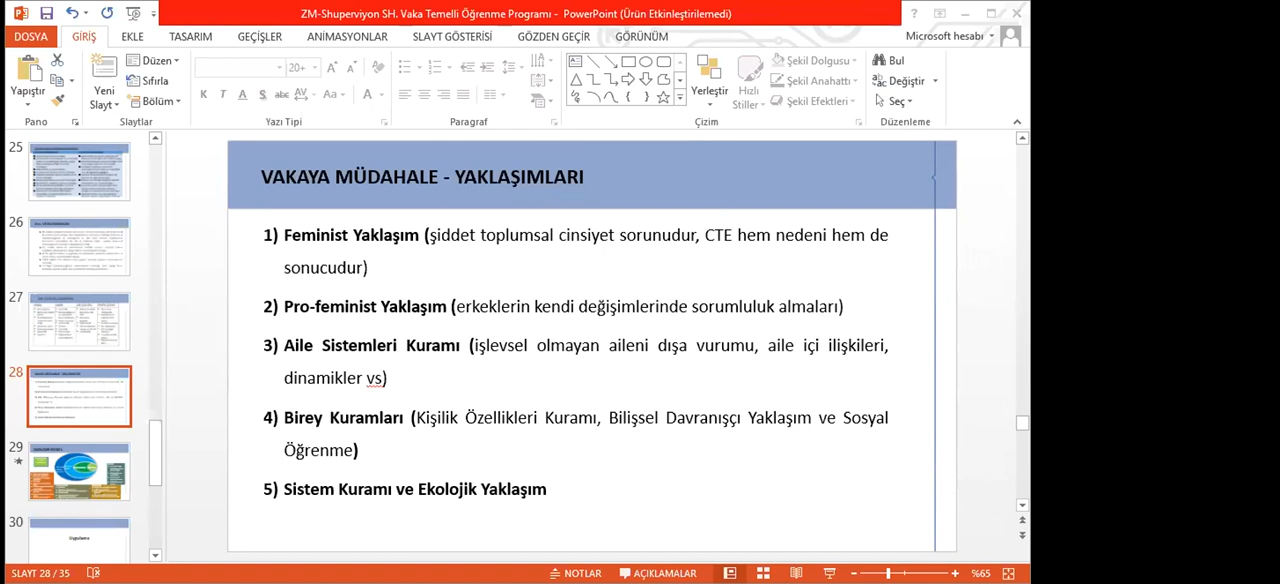 ZM-Shuperviyon SH. Vaka Temelli Öğrenme Programı - PowerPoint (Ürün Etkinleştirilemedi)
DOSYA GİRİŞ EKLE TASARIM GEÇİŞLER ANİMASYONLAR SLAYT GÖSTERİSİ GÖZDEN GEÇİR GÖRÜNÜM Microsoft hesabı
Yapıştır
Yeni Slayt
Düzen
Sıfırla
Bölüm
20+
K T A S abc AV Aa A
Yerleştir
Hızlı Stiller
Şekil Dolgusu
Şekil Anahattı
Şekil Efektleri
Bul
Değiştir
Seç
Pano Slaytlar Yazı Tipi Paragraf Çizim Düzenleme
25
26
27
28
29
30
Uygulama
VAKAYA MÜDAHALE - YAKLAŞIMLARI
1) Feminist Yaklaşım (şiddet toplumsal cinsiyet sorunudur, CTE hem nedeni hem de
sonucudur)
2) Pro-feminist Yaklaşım (erkeklerin kendi değişimlerinde sorumluluk almaları)
3) Aile Sistemleri Kuramı (işlevsel olmayan aileni dışa vurumu, aile içi ilişkileri,
dinamikler vs)
4) Birey Kuramları (Kişilik Özellikleri Kuramı, Bilişsel Davranışçı Yaklaşım ve Sosyal
Öğrenme)
5) Sistem Kuramı ve Ekolojik Yaklaşım
SLAYT 28 / 35 NOTLAR AÇIKLAMALAR %65